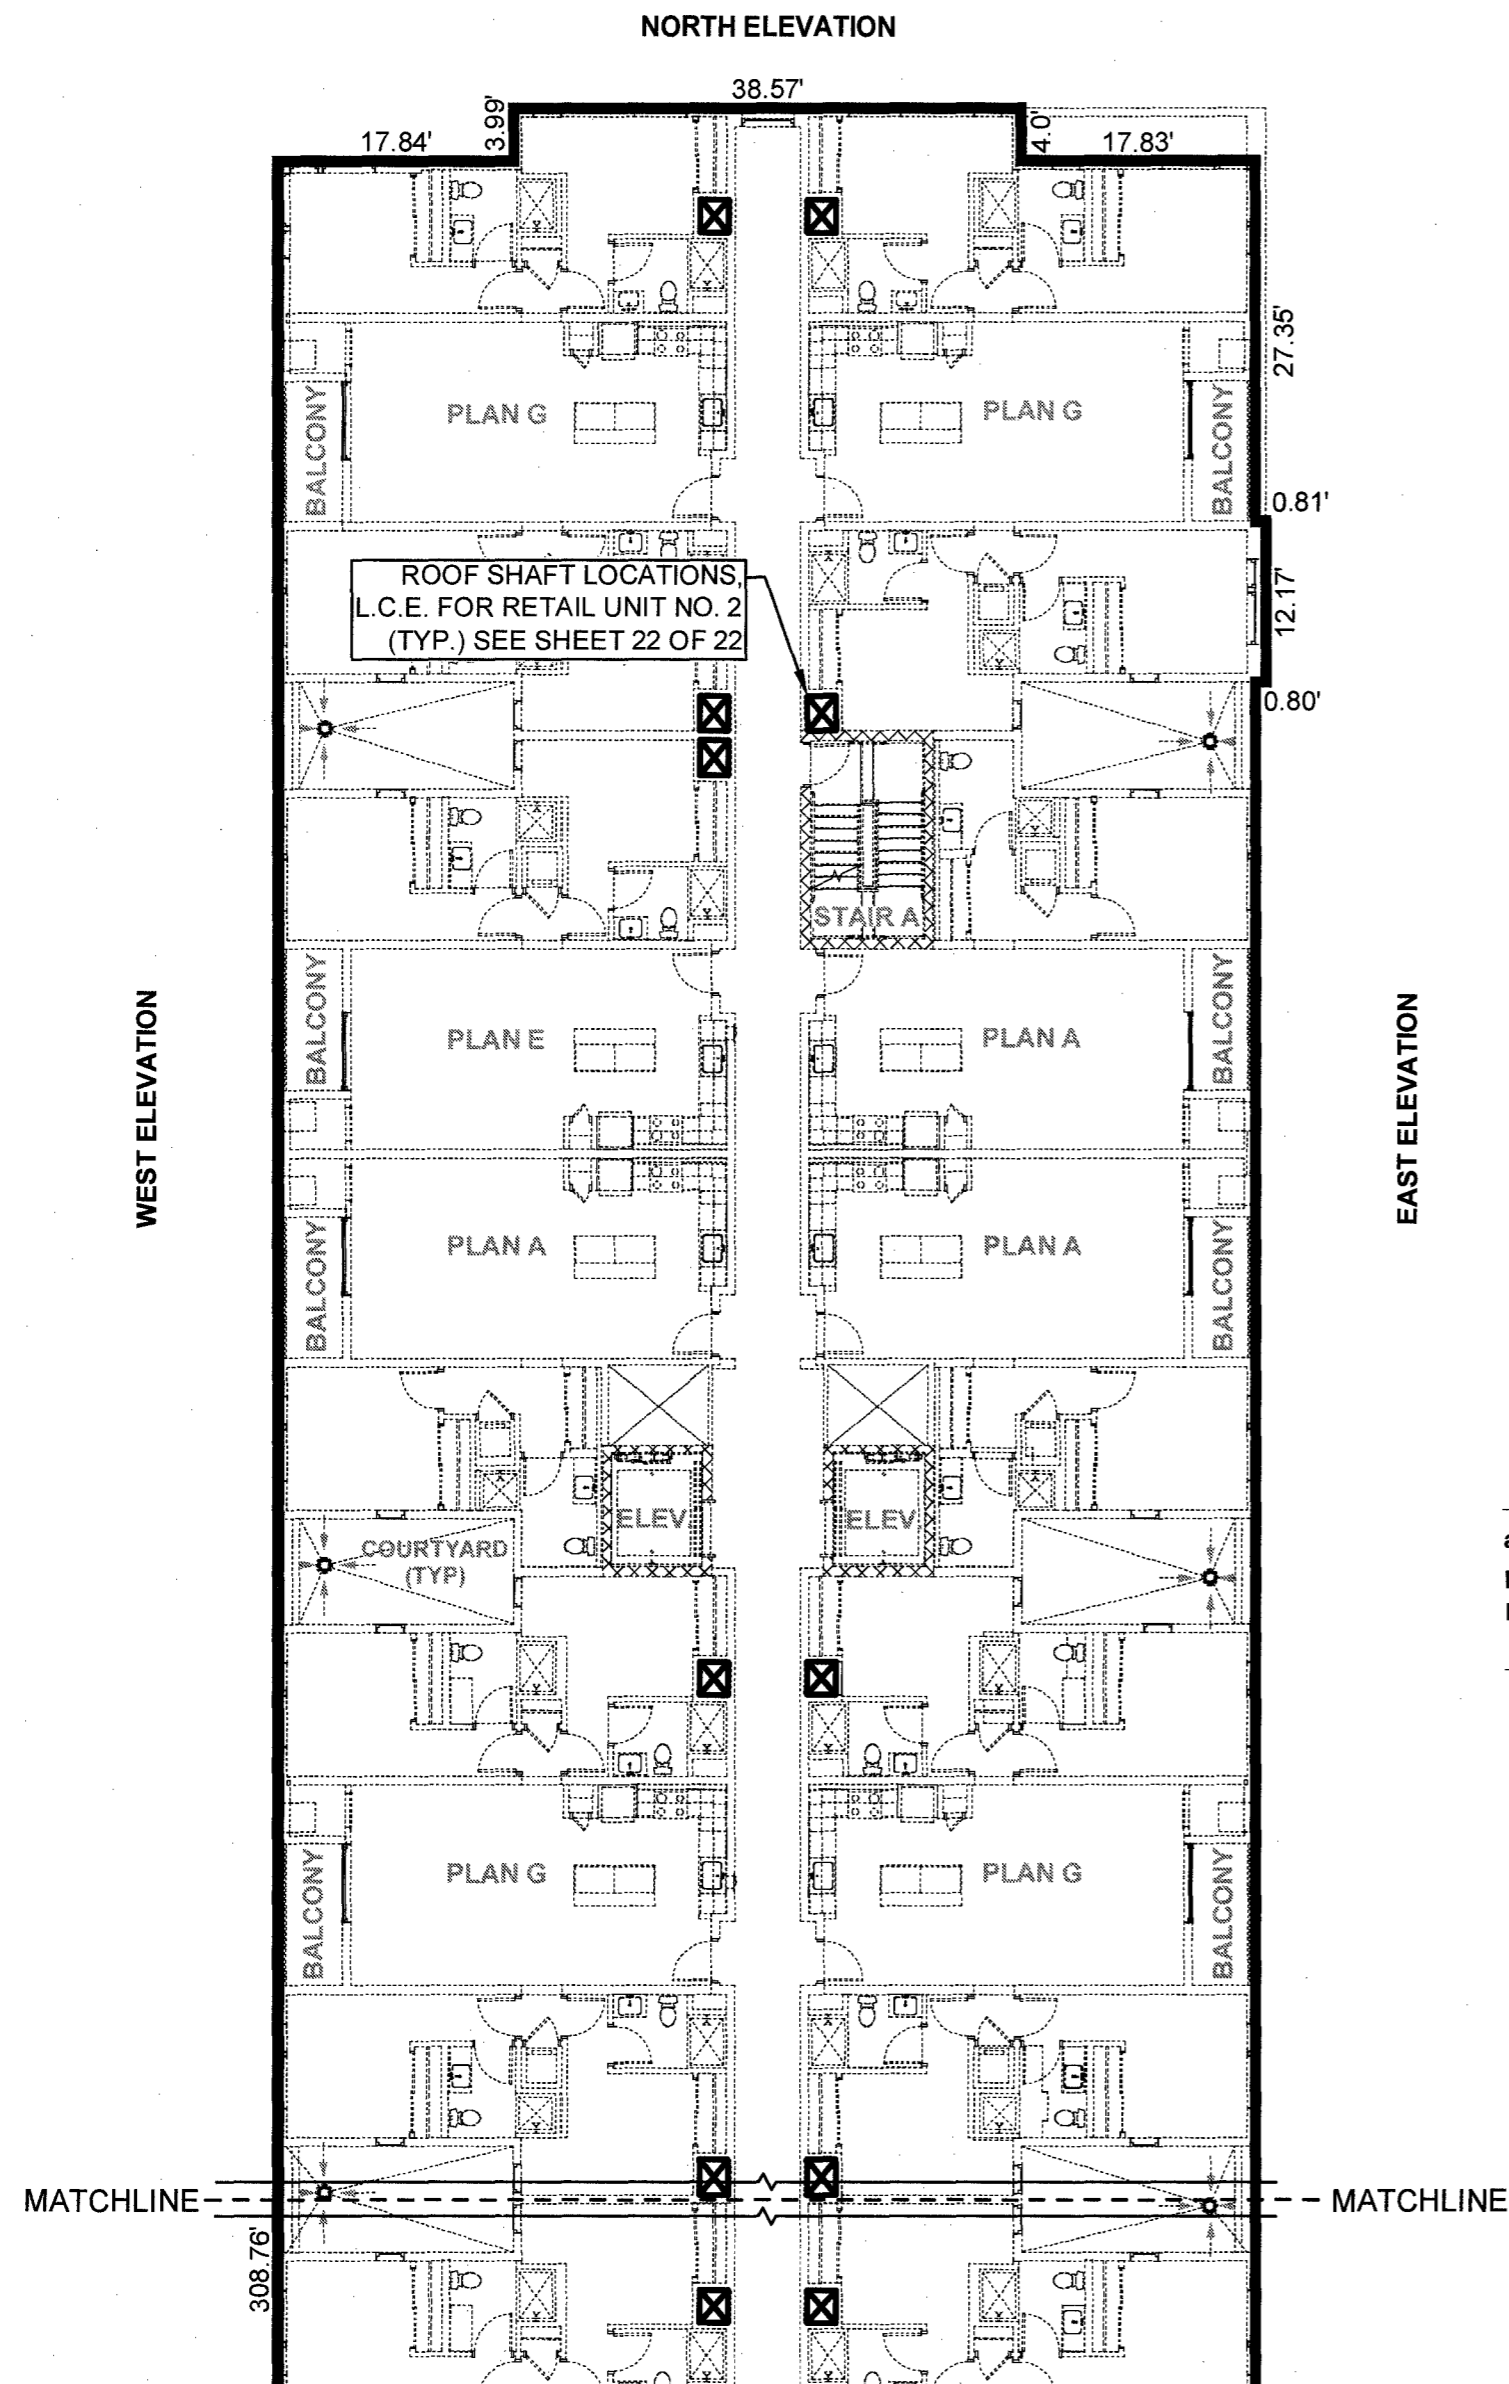 NORTH ELEVATION
38.57'
3.99'
4.0'
17.84'
17.83'
27.35'
PLAN G
PLAN G
BALCONY
BALCONY
0.81'
ROOF SHAFT LOCATIONS,
L.C.E. FOR RETAIL UNIT NO. 2
(TYP.) SEE SHEET 22 OF 22
12.17'
0.80'
STAIR A
BALCONY
BALCONY
WEST ELEVATION
EAST ELEVATION
PLAN E
PLAN A
PLAN A
PLAN A
BALCONY
BALCONY
ELEV.
ELEV.
COURTYARD
(TYP)
PLAN G
PLAN G
BALCONY
BALCONY
MATCHLINE
MATCHLINE
308.76'